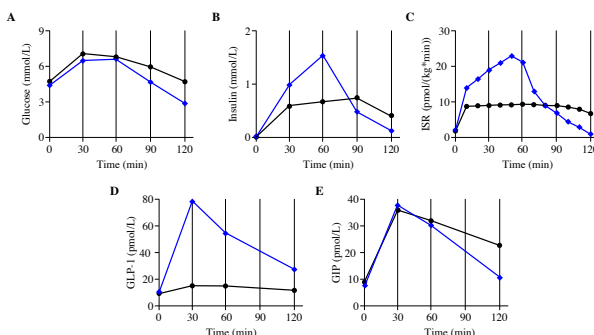 A
B
C
9
6
3
0
Glucose (mmol/L)
0 30 60 90 120
Time (min)
2
1
0
Insulin (mmol/L)
0 30 60 90 120
Time (min)
30
20
10
0
ISR (pmol/(kg*min))
0 30 60 90 120
Time (min)
D
E
80
60
40
20
0
GLP-1 (pmol/L)
0 30 60 90 120
Time (min)
40
30
20
10
0
GIP (pmol/L)
0 30 60 90 120
Time (min)